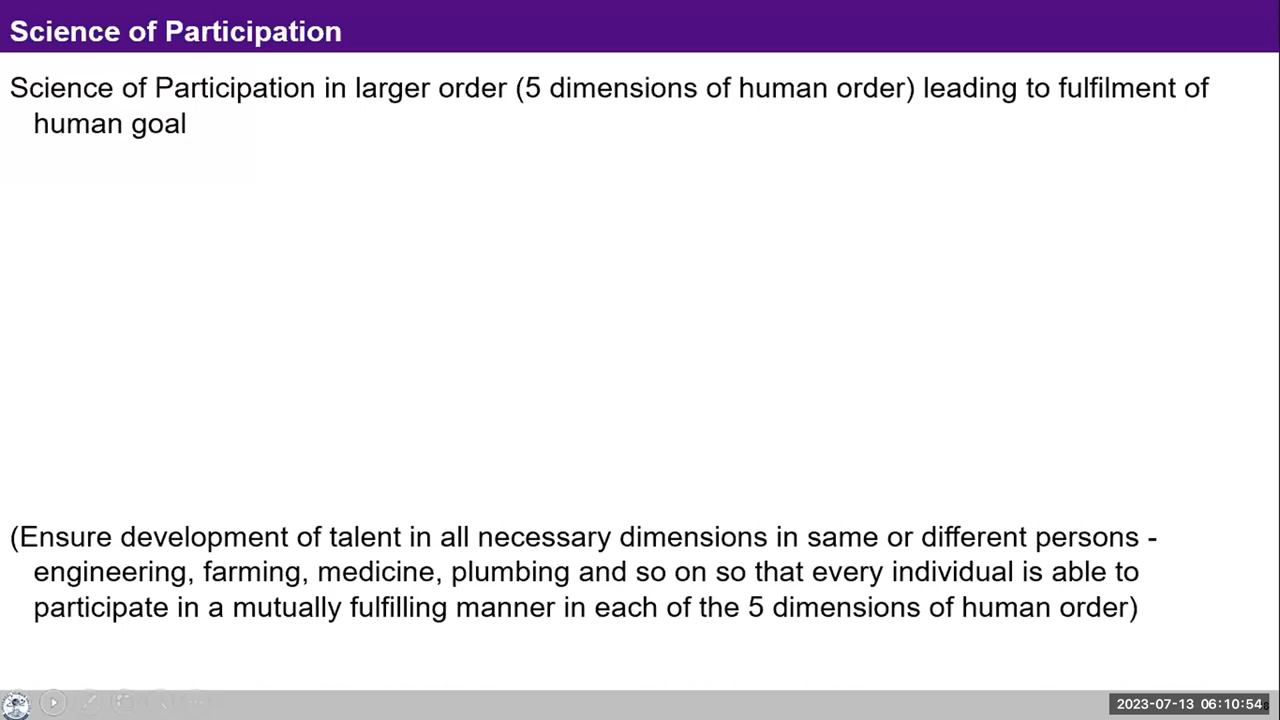 Science of Participation
Science of Participation in larger order (5 dimensions of human order) leading to fulfilment of
human goal
(Ensure development of talent in all necessary dimensions in same or different persons -
engineering, farming, medicine, plumbing and so on so that every individual is able to
participate in a mutually fulfilling manner in each of the 5 dimensions of human order)
2023-07-13 06:10:54